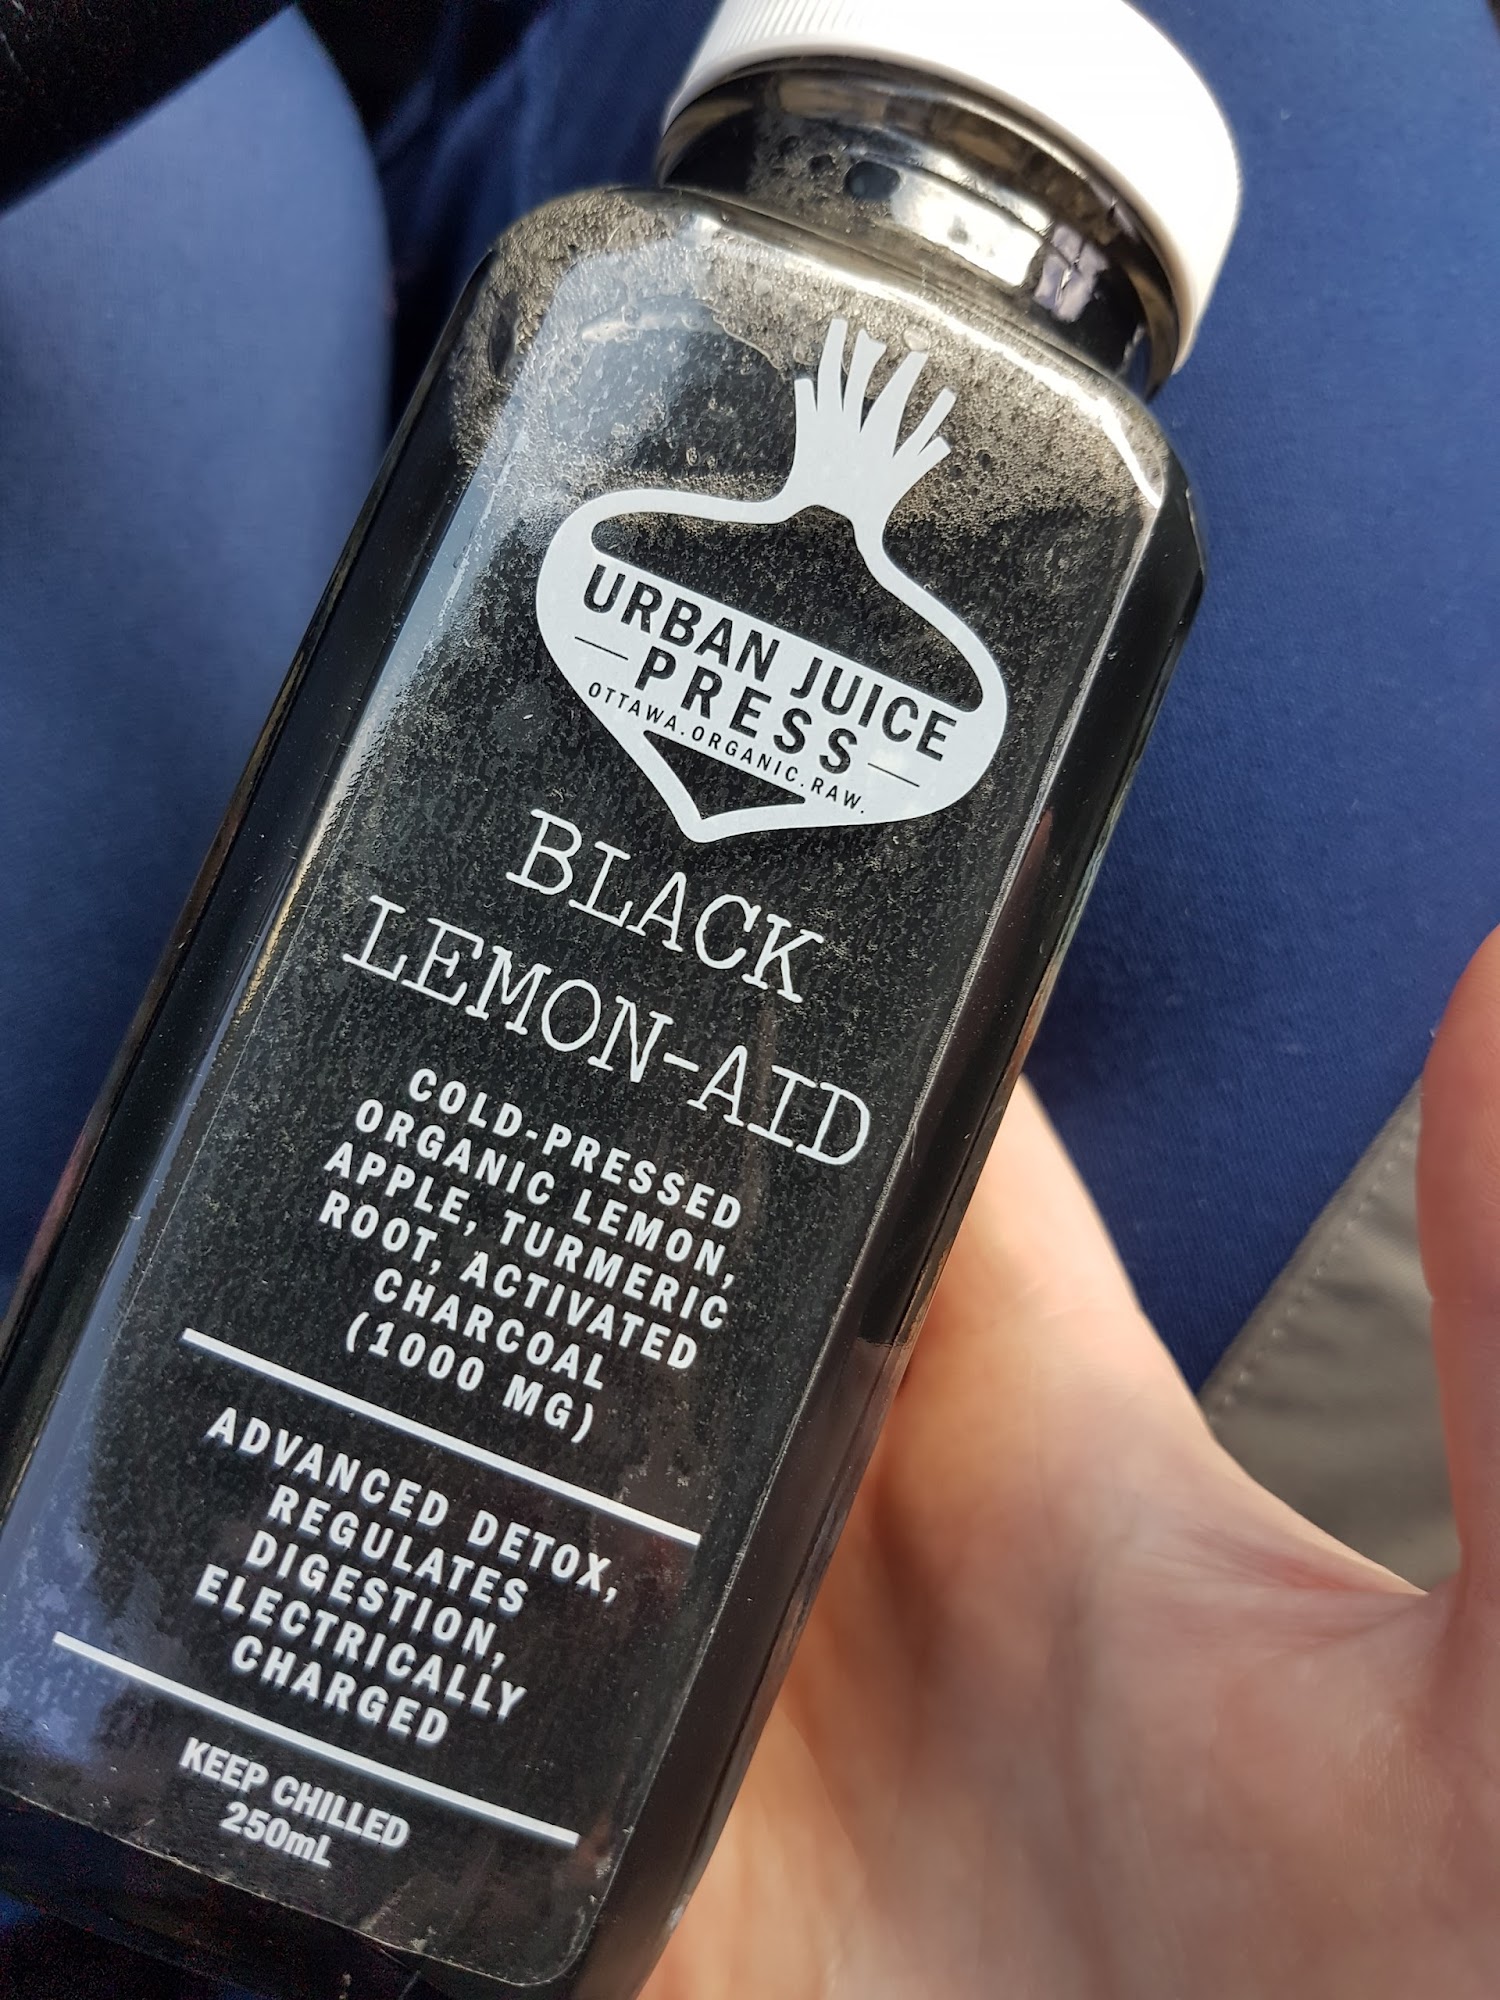 URBAN JUICE
PRESS
OTTAWA.ORGANIC.RAW.
BLACK
LEMON-AID
COLD-PRESSED
ORGANIC LEMON,
APPLE, TURMERIC
ROOT, ACTIVATED
CHARCOAL
(1000 MG)
ADVANCED DETOX,
REGULATES
DIGESTION,
ELECTRICALLY
CHARGED
KEEP CHILLED
250mL